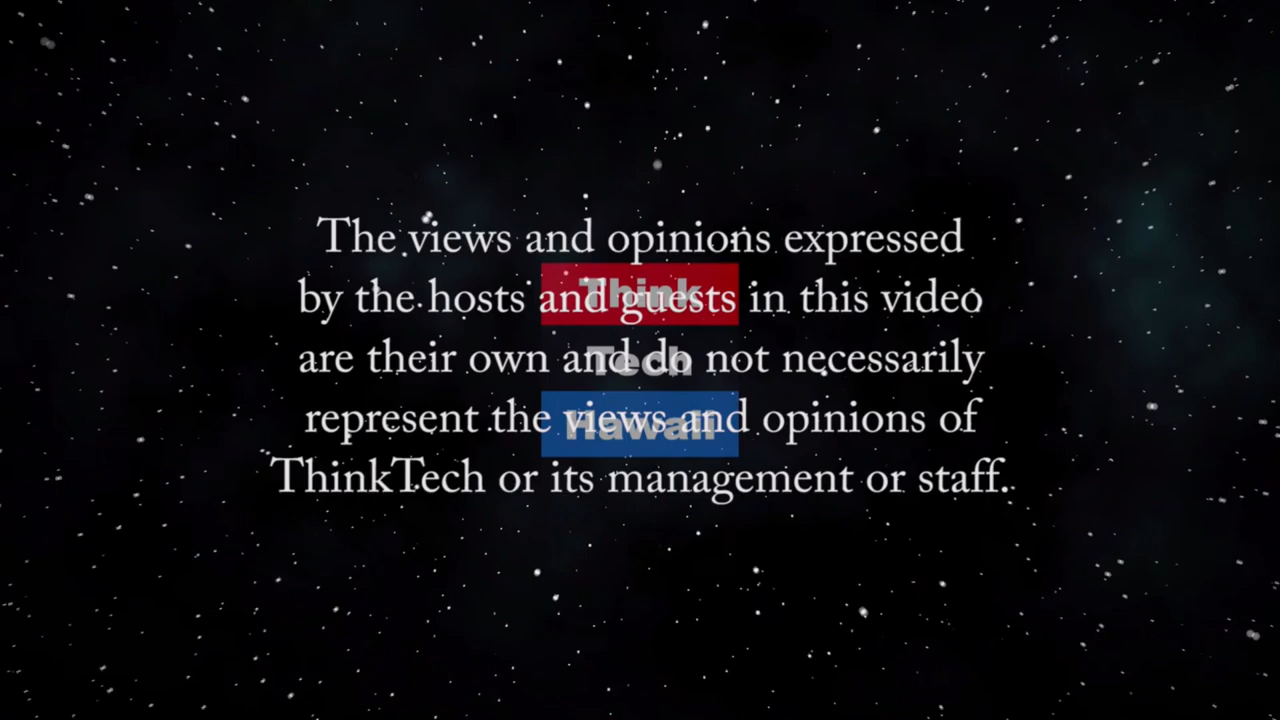 The views and opinions expressed
by the hosts and guests in this video
are their own and do not necessarily
represent the views and opinions of
ThinkTech or its management or staff.
Think
Tech
Hawaii